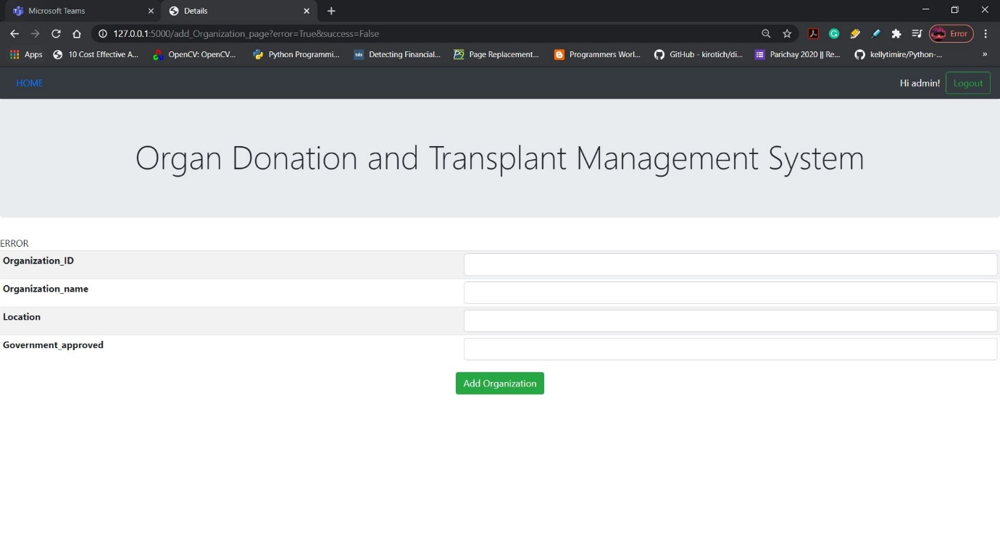 Microsoft Teams
Details
127.0.0.1:5000/add_Organization_page?error=True&success=False
Error
Apps
10 Cost Effective A...
OpenCV: OpenCV...
Python Programmi...
tds
Detecting Financial...
Page Replacement...
Programmers Worl...
GitHub - kirotich/di...
Parichay 2020 || Re...
kellytimire/Python-...
»
HOME
Hi admin!
Logout
Organ Donation and Transplant Management System
ERROR
Organization_ID
Organization_name
Location
Government_approved
Add Organization